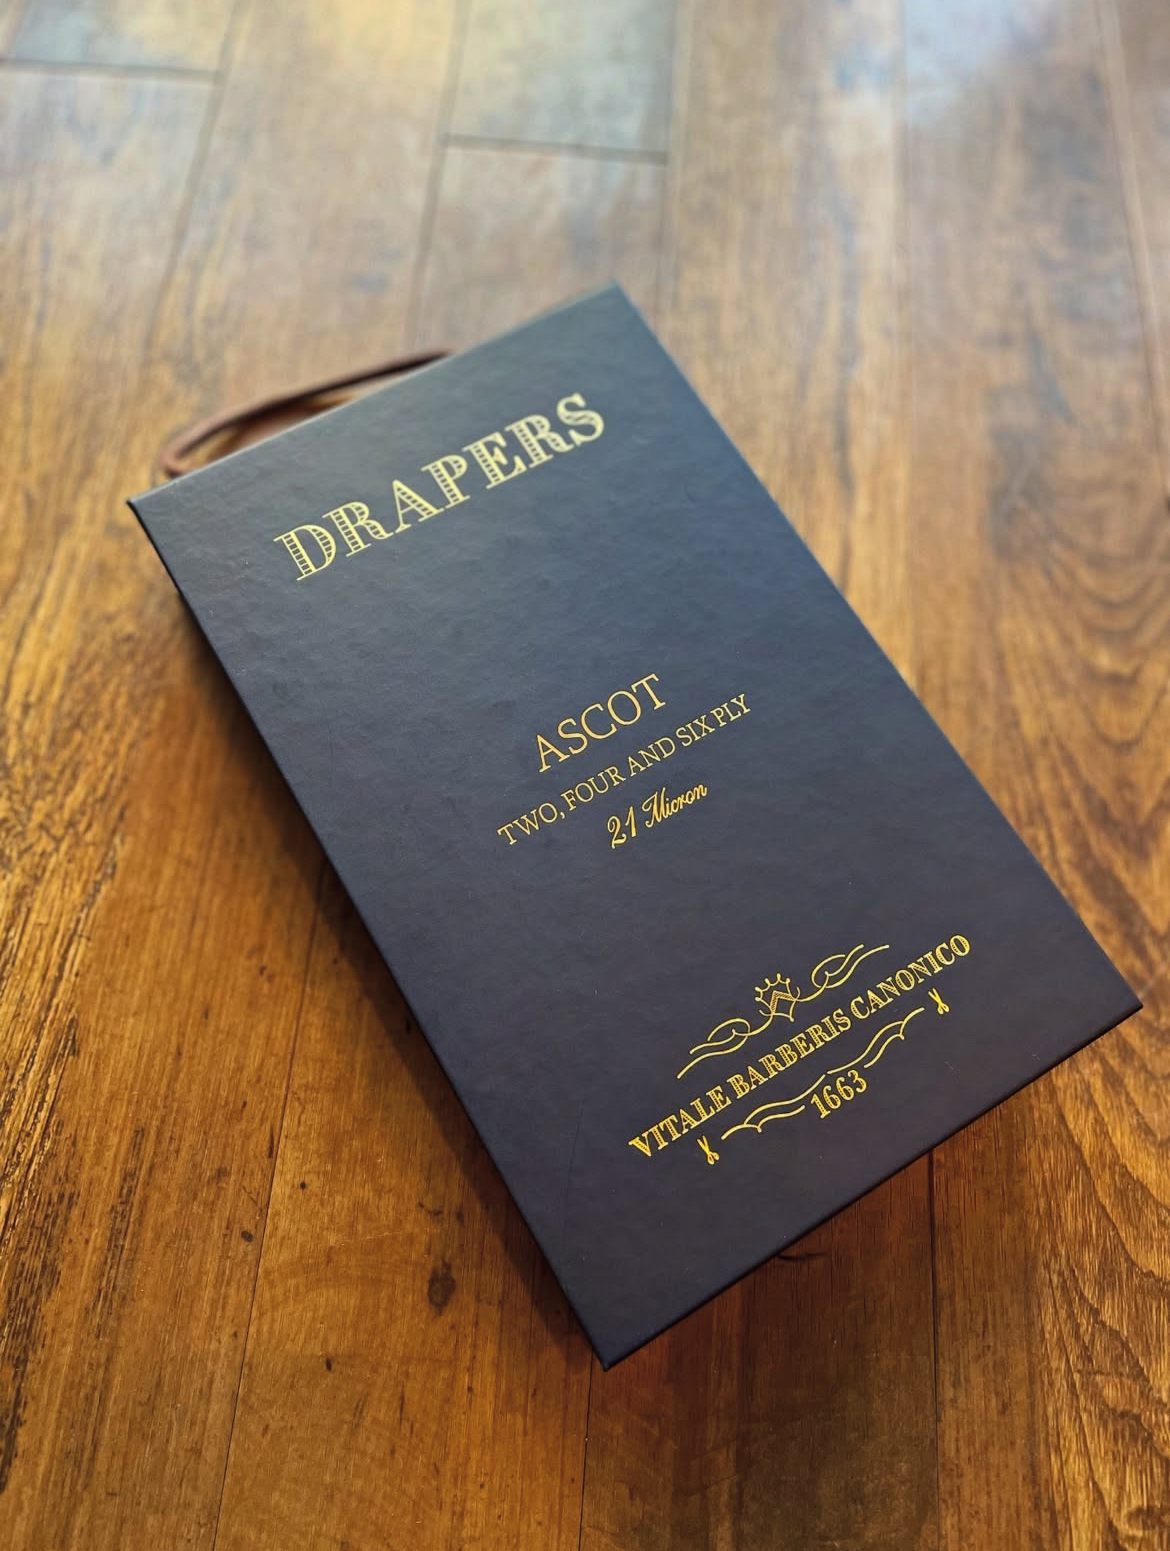 DRAPERS
ASCOT
TWO, FOUR AND SIX PLY
21 Micron
VITALE BARBERIS CANONICO
1663